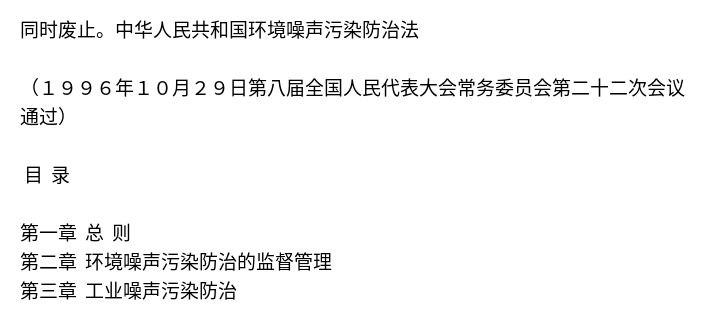 同时废止。中华人民共和国环境噪声污染防治法
（１９９６年１０月２９日第八届全国人民代表大会常务委员会第二十二次会议
通过）
目 录
第一章 总 则
第二章 环境噪声污染防治的监督管理
第三章 工业噪声污染防治